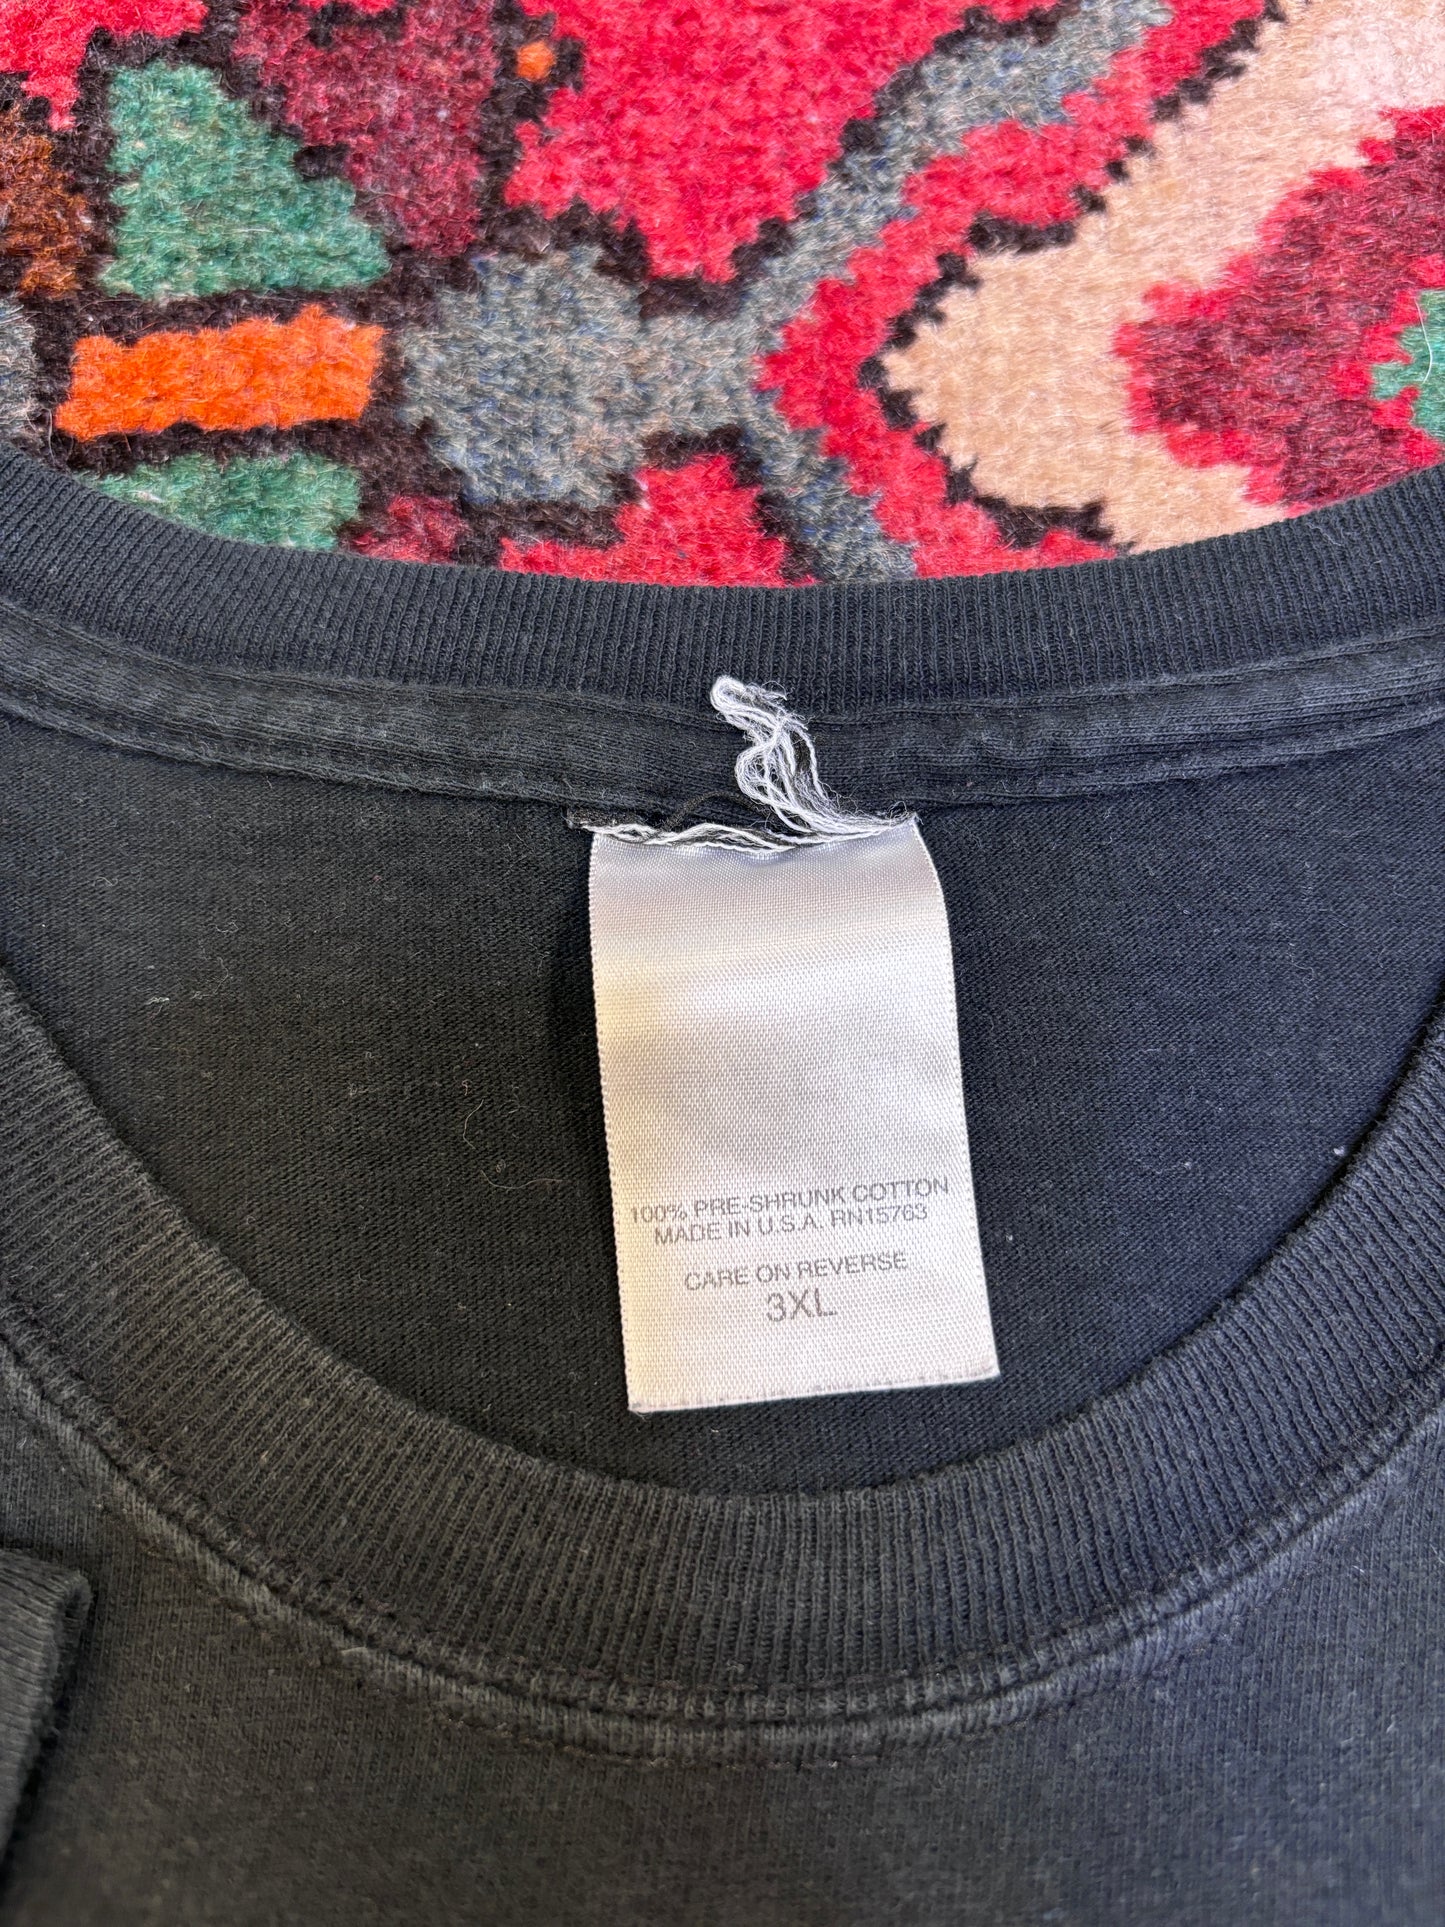 100% PRE-SHRUNK COTTON
MADE IN U.S.A. RN15763
CARE ON REVERSE
3XL